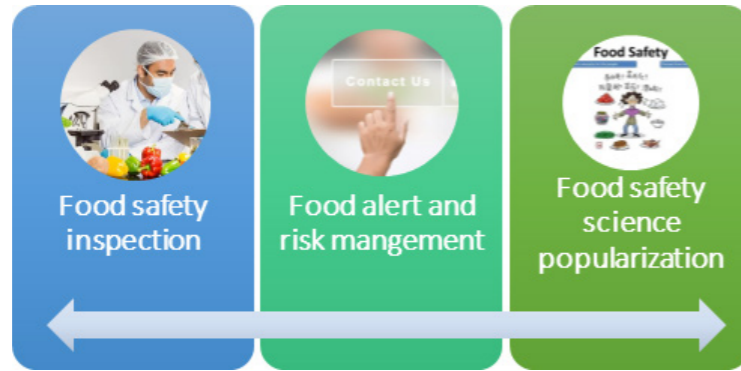 Food safety
inspection
Contact Us
Food alert and
risk mangement
Food Safety
Food safety
science
popularization